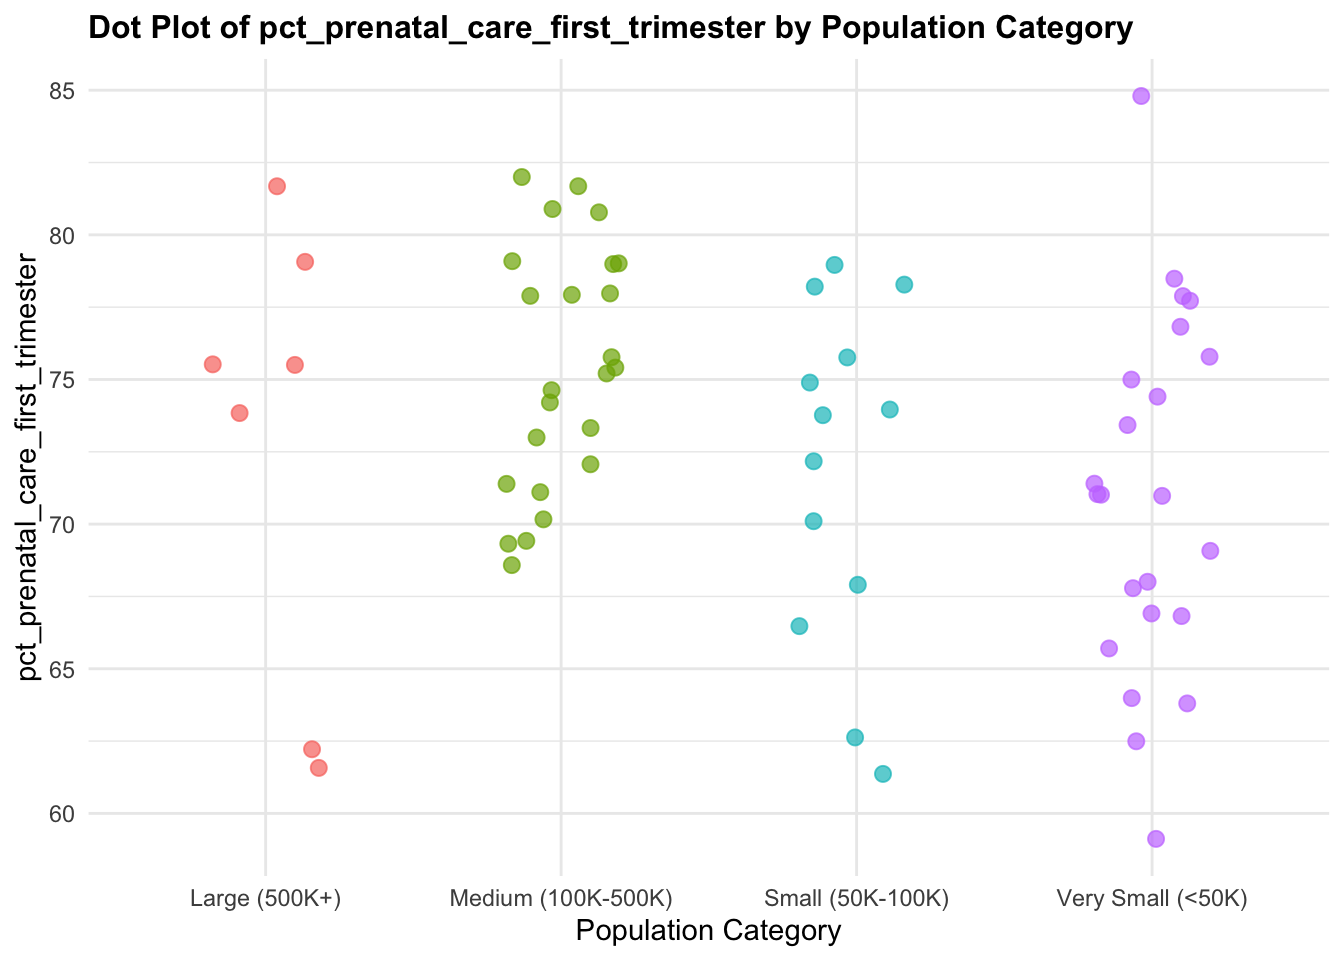 Dot Plot of pct_prenatal_care_first_trimester by Population Category
pct_prenatal_care_first_trimester
85
80
75
70
65
60
Large (500K+)
Medium (100K-500K)
Small (50K-100K)
Very Small (<50K)
Population Category